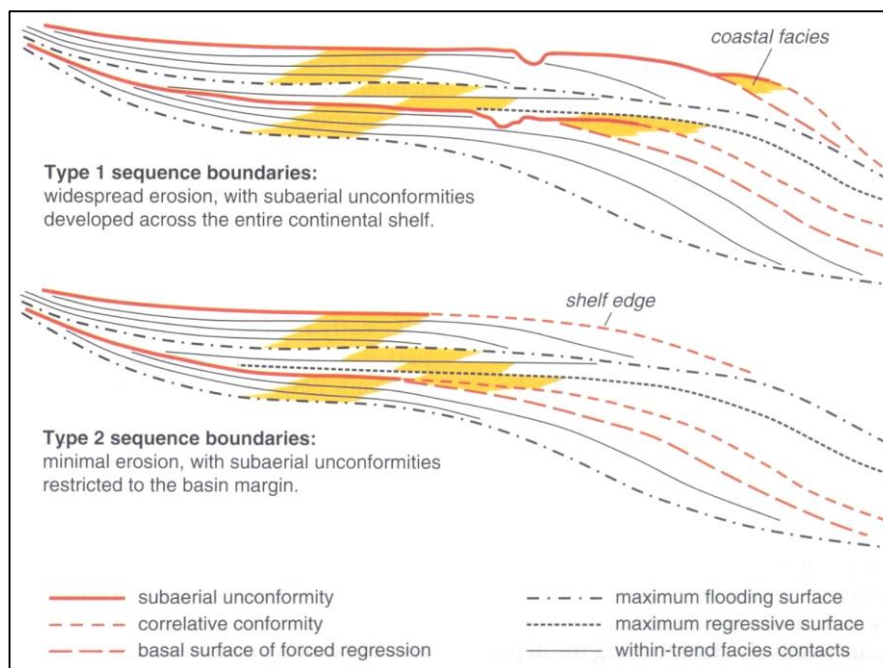 coastal facies
Type 1 sequence boundaries:
widespread erosion, with subaerial unconformities
developed across the entire continental shelf.
shelf edge
Type 2 sequence boundaries:
minimal erosion, with subaerial unconformities
restricted to the basin margin.
subaerial unconformity
correlative conformity
basal surface of forced regression
maximum flooding surface
maximum regressive surface
within-trend facies contacts